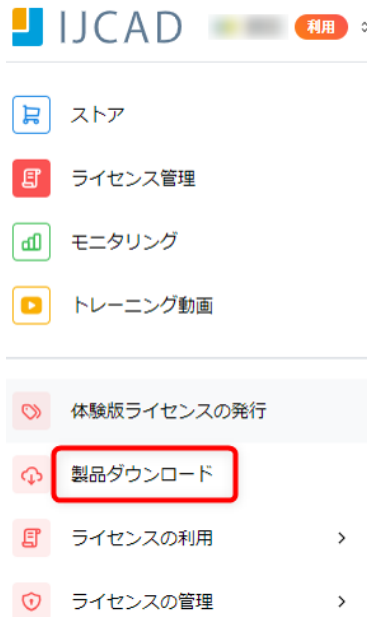 IJCAD 利用
ストア
ライセンス管理
モニタリング
トレーニング動画
体験版ライセンスの発行
製品ダウンロード
ライセンスの利用
ライセンスの管理